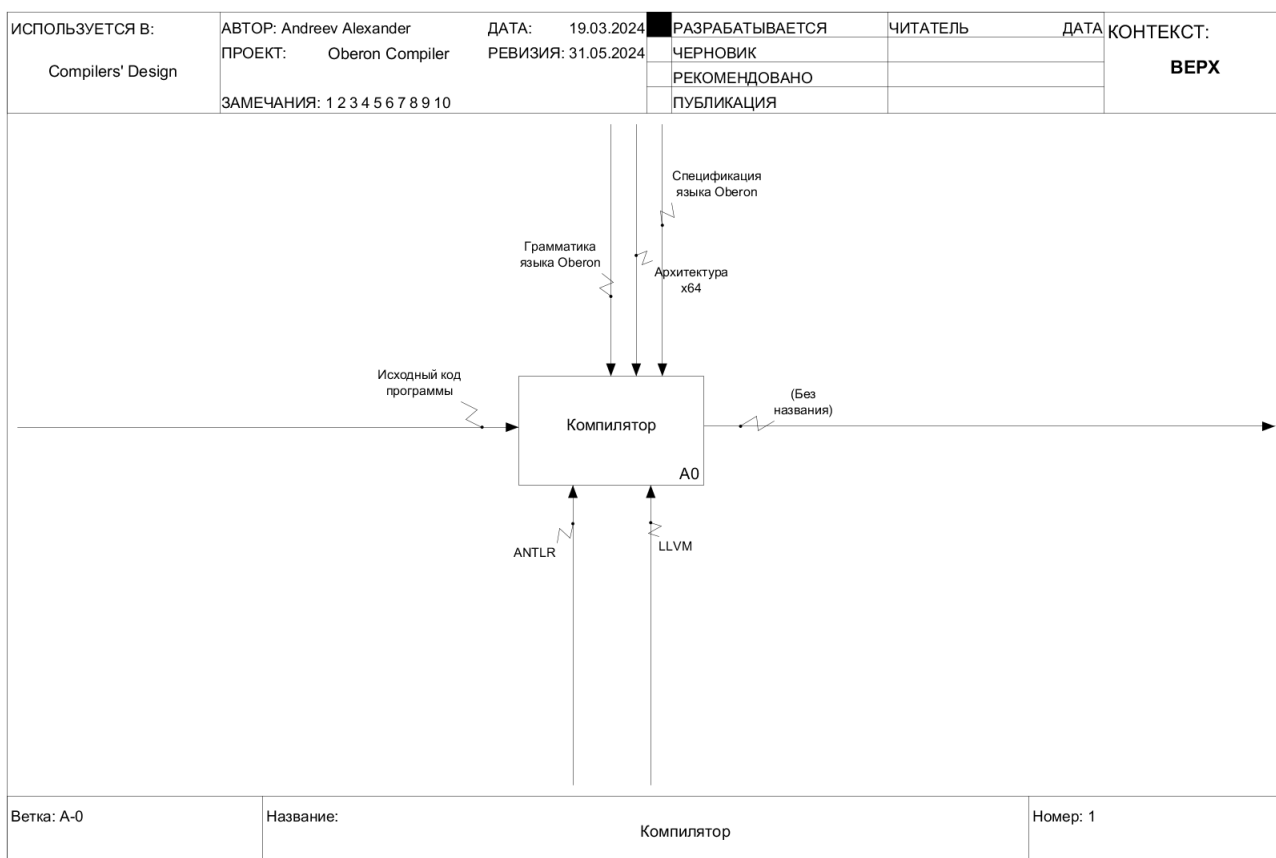 ИСПОЛЬЗУЕТСЯ В:
Compilers' Design
АВТОР: Andreev Alexander
ДАТА: 19.03.2024
ПРОЕКТ: Oberon Compiler
РЕВИЗИЯ: 31.05.2024
ЗАМЕЧАНИЯ: 1 2 3 4 5 6 7 8 9 10
РАЗРАБАТЫВАЕТСЯ
ЧЕРНОВИК
РЕКОМЕНДОВАНО
ПУБЛИКАЦИЯ
ЧИТАТЕЛЬ
ДАТА
КОНТЕКСТ:
ВЕРХ
Спецификация
языка Oberon
Грамматика
языка Oberon
Архитектура
x64
Исходный код
программы
(Без
названия)
Компилятор
A0
ANTLR
LLVM
Ветка: A-0
Название:
Компилятор
Номер: 1